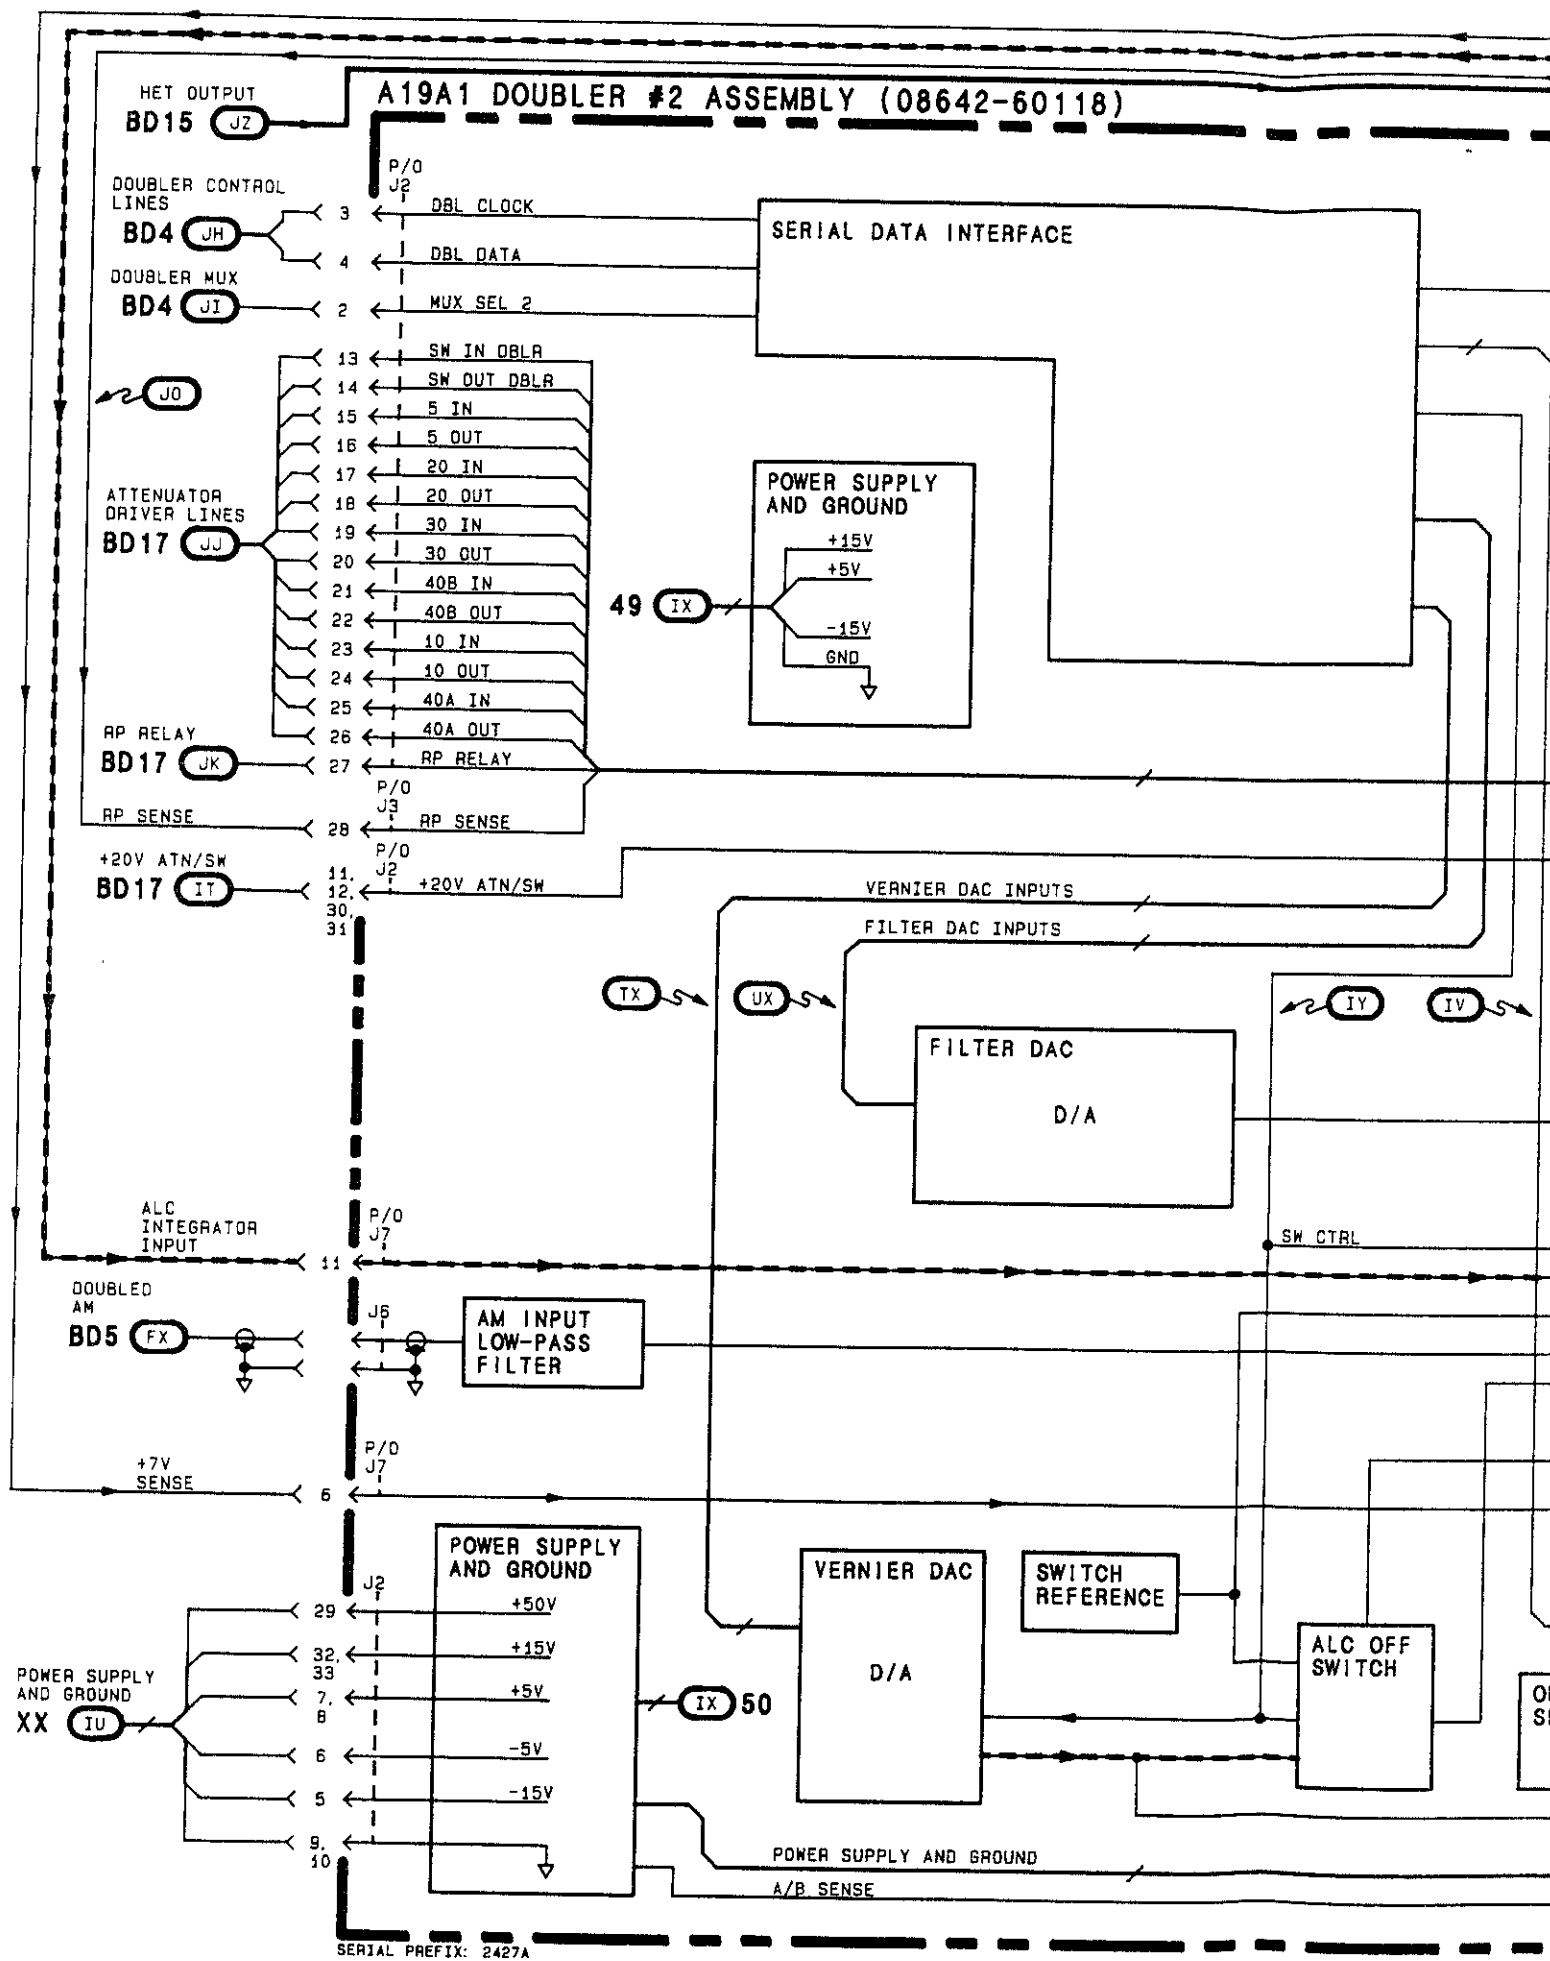 HET OUTPUT
BD15 JZ
A19A1 DOUBLER #2 ASSEMBLY (08642-60118)
P/O
J2
DOUBLER CONTROL
LINES
BD4 JH
3 DBL CLOCK
4 DBL DATA
DOUBLER MUX
BD4 JI
2 MUX SEL 2
SERIAL DATA INTERFACE
13 SW IN DBLR
14 SW OUT DBLR
JO
15 5 IN
16 5 OUT
17 20 IN
18 20 OUT
ATTENUATOR
DRIVER LINES
BD17 JJ
19 30 IN
20 30 OUT
21 40B IN
22 40B OUT
23 10 IN
24 10 OUT
25 40A IN
26 40A OUT
RP RELAY
BD17 JK
27 RP RELAY
POWER SUPPLY
AND GROUND
+15V
+5V
49 IX
-15V
GND
P/O
J3
RP SENSE
28 RP SENSE
P/O
J2
+20V ATN/SW
BD17 IT
11,
12,
30,
31
+20V ATN/SW
VERNIER DAC INPUTS
FILTER DAC INPUTS
TX
UX
IY
IV
FILTER DAC
D/A
ALC
INTEGRATOR
INPUT
P/O
J7
11
SW CTRL
DOUBLED
AM
BD5 FX
J6
AM INPUT
LOW-PASS
FILTER
+7V
SENSE
P/O
J7
6
POWER SUPPLY
AND GROUND
J2
29 +50V
32,
33
+15V
7,
8
+5V
6 -5V
5 -15V
9,
10
POWER SUPPLY
AND GROUND
XX IU
IX 50
VERNIER DAC
D/A
SWITCH
REFERENCE
ALC OFF
SWITCH
POWER SUPPLY AND GROUND
A/B SENSE
SERIAL PREFIX: 2427A